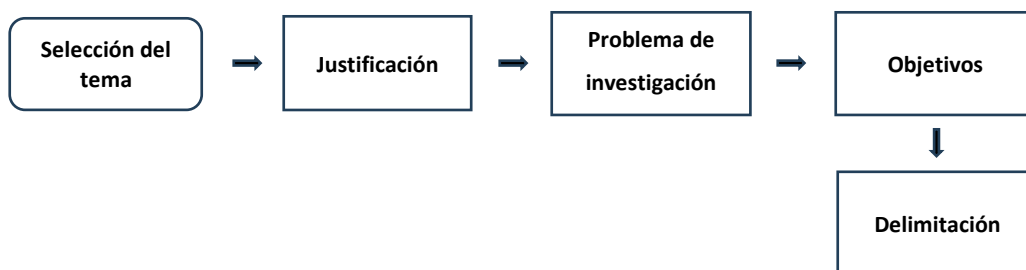 Selección del
tema
Justificación
Problema de
investigación
Objetivos
Delimitación